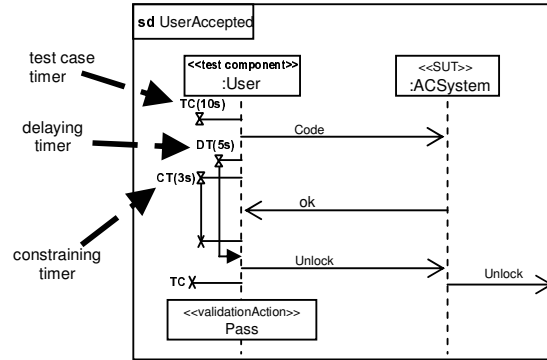 sd UserAccepted
test case
timer
<<test component>>
:User
<<SUT>>
:ACSystem
TC(10s)
Code
delaying
timer
DT(5s)
CT(3s)
ok
constraining
timer
Unlock
Unlock
TC
<<validationAction>>
Pass